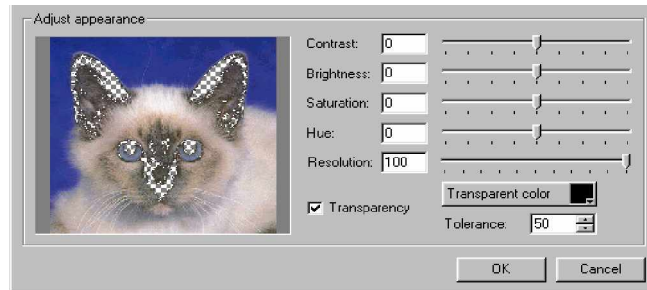 Adjust appearance
Contrast: 0
Brightness: 0
Saturation: 0
Hue: 0
Resolution: 100
Transparency
Transparent color
Tolerance: 50
OK Cancel